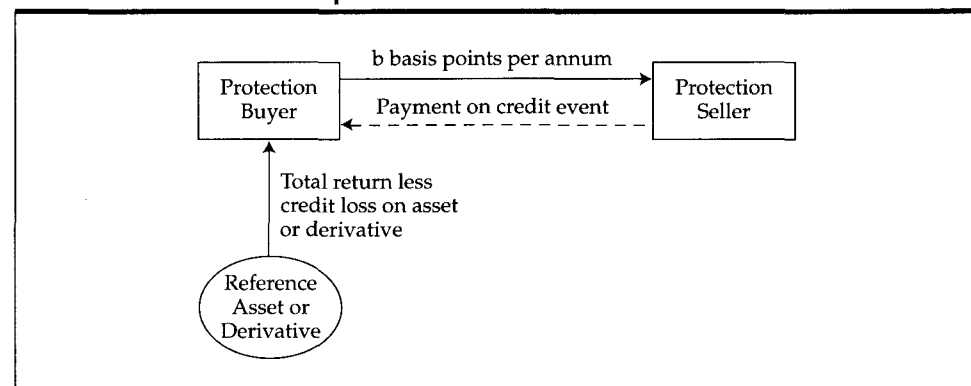 b basis points per annum
Protection
Buyer
Protection
Seller
Payment on credit event
Total return less
credit loss on asset
or derivative
Reference
Asset or
Derivative